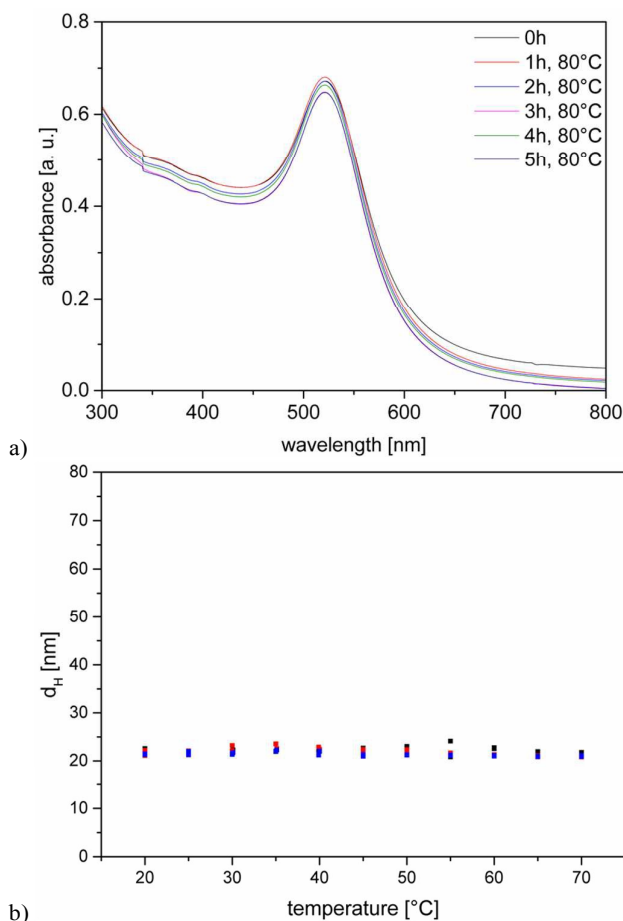 0.8
0h
1h, 80°C
2h, 80°C
3h, 80°C
4h, 80°C
5h, 80°C
0.6
0.4
0.2
0.0
absorbance [a. u.]
300 400 500 600 700 800
wavelength [nm]
a)
80
70
60
50
40
30
20
10
0
d_H [nm]
20 30 40 50 60 70
temperature [°C]
b)